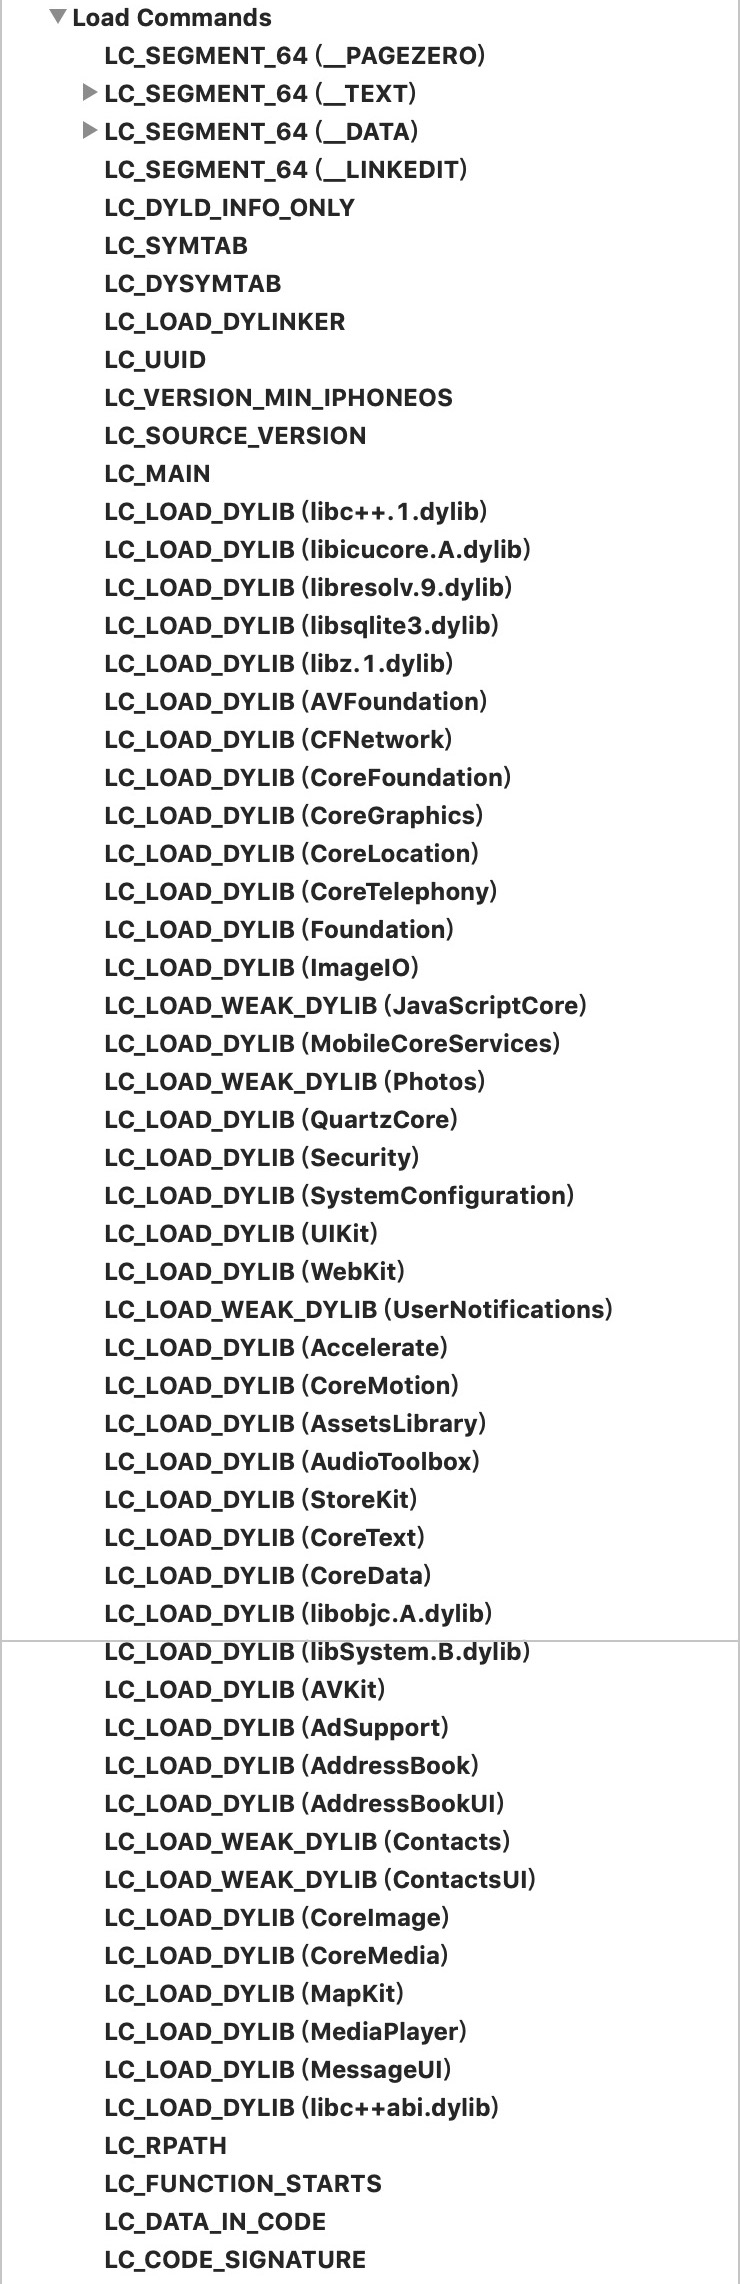 Load Commands
LC_SEGMENT_64 (__PAGEZERO)
LC_SEGMENT_64 (__TEXT)
LC_SEGMENT_64 (__DATA)
LC_SEGMENT_64 (__LINKEDIT)
LC_DYLD_INFO_ONLY
LC_SYMTAB
LC_DYSYMTAB
LC_LOAD_DYLINKER
LC_UUID
LC_VERSION_MIN_IPHONEOS
LC_SOURCE_VERSION
LC_MAIN
LC_LOAD_DYLIB (libc++.1.dylib)
LC_LOAD_DYLIB (libicucore.A.dylib)
LC_LOAD_DYLIB (libresolv.9.dylib)
LC_LOAD_DYLIB (libsqlite3.dylib)
LC_LOAD_DYLIB (libz.1.dylib)
LC_LOAD_DYLIB (AVFoundation)
LC_LOAD_DYLIB (CFNetwork)
LC_LOAD_DYLIB (CoreFoundation)
LC_LOAD_DYLIB (CoreGraphics)
LC_LOAD_DYLIB (CoreLocation)
LC_LOAD_DYLIB (CoreTelephony)
LC_LOAD_DYLIB (Foundation)
LC_LOAD_DYLIB (ImageIO)
LC_LOAD_WEAK_DYLIB (JavaScriptCore)
LC_LOAD_DYLIB (MobileCoreServices)
LC_LOAD_WEAK_DYLIB (Photos)
LC_LOAD_DYLIB (QuartzCore)
LC_LOAD_DYLIB (Security)
LC_LOAD_DYLIB (SystemConfiguration)
LC_LOAD_DYLIB (UIKit)
LC_LOAD_DYLIB (WebKit)
LC_LOAD_WEAK_DYLIB (UserNotifications)
LC_LOAD_DYLIB (Accelerate)
LC_LOAD_DYLIB (CoreMotion)
LC_LOAD_DYLIB (AssetsLibrary)
LC_LOAD_DYLIB (AudioToolbox)
LC_LOAD_DYLIB (StoreKit)
LC_LOAD_DYLIB (CoreText)
LC_LOAD_DYLIB (CoreData)
LC_LOAD_DYLIB (libobjc.A.dylib)
LC_LOAD_DYLIB (libSystem.B.dylib)
LC_LOAD_DYLIB (AVKit)
LC_LOAD_DYLIB (AdSupport)
LC_LOAD_DYLIB (AddressBook)
LC_LOAD_DYLIB (AddressBookUI)
LC_LOAD_WEAK_DYLIB (Contacts)
LC_LOAD_WEAK_DYLIB (ContactsUI)
LC_LOAD_DYLIB (CoreImage)
LC_LOAD_DYLIB (CoreMedia)
LC_LOAD_DYLIB (MapKit)
LC_LOAD_DYLIB (MediaPlayer)
LC_LOAD_DYLIB (MessageUI)
LC_LOAD_DYLIB (libc++abi.dylib)
LC_RPATH
LC_FUNCTION_STARTS
LC_DATA_IN_CODE
LC_CODE_SIGNATURE